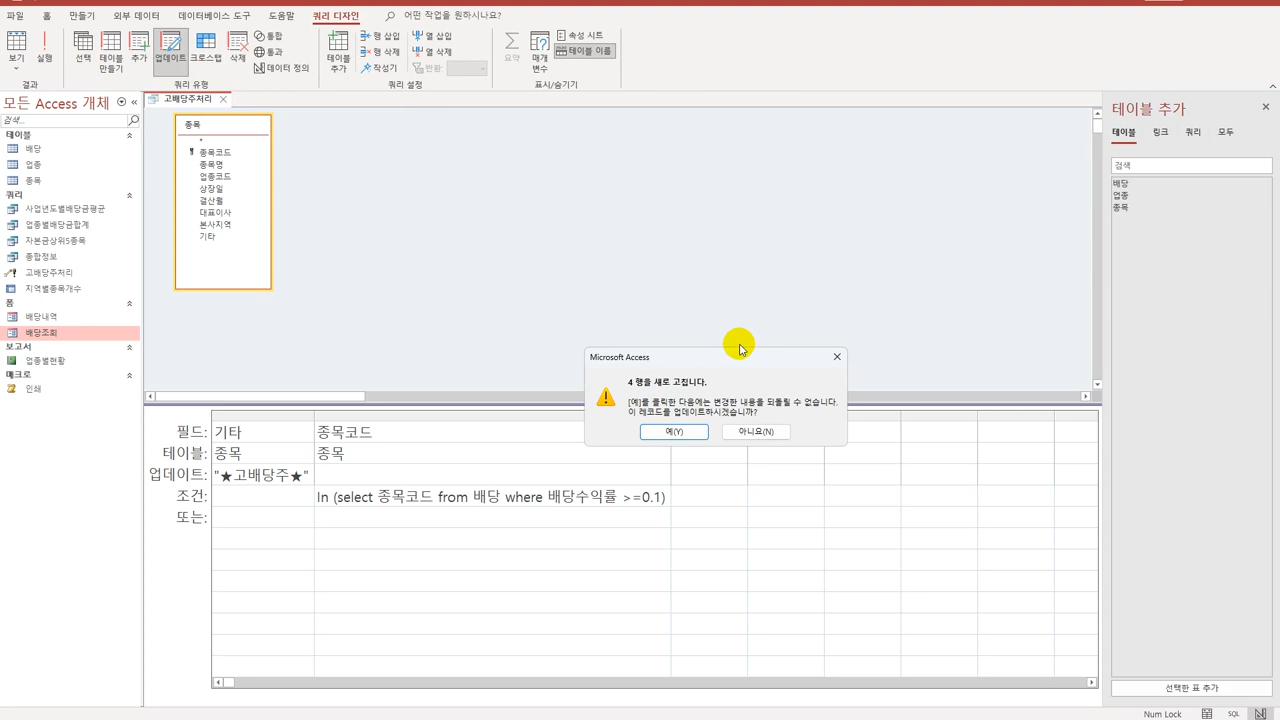 파일 홈 만들기 외부 데이터 데이터베이스 도구 도움말 쿼리 디자인 어떤 작업을 원하시나요?
보기 실행 선택 테이블 만들기 추가 업데이트 크로스탭 삭제 통합 통과 데이터 정의 테이블 추가 행 삽입 행 삭제 작성기 열 삽입 열 삭제 반환: 요약 매개 변수 속성 시트 테이블 이름
결과 쿼리 유형 쿼리 설정 표시/숨기기
모든 Access 개체
검색...
테이블
배당
업종
종목
쿼리
사업년도별배당금평균
업종별배당금합계
자본금상위5종목
종합정보
고배당주처리
지역별종목개수
폼
배당내역
배당조회
보고서
업종별현황
매크로
인쇄
고배당주처리
종목
*
종목코드
종목명
업종코드
상장일
결산월
대표이사
본사지역
기타
Microsoft Access
4 행을 새로 고칩니다.
[예]를 클릭한 다음에는 변경한 내용을 되돌릴 수 없습니다.
이 레코드를 업데이트하시겠습니까?
예(Y) 아니요(N)
필드: 기타 종목코드
테이블: 종목 종목
업데이트: "★고배당주★"
조건: In (select 종목코드 from 배당 where 배당수익률 >=0.1)
또는:
테이블 추가
테이블 링크 쿼리 모두
검색
배당
업종
종목
선택한 표 추가
Num Lock SQL